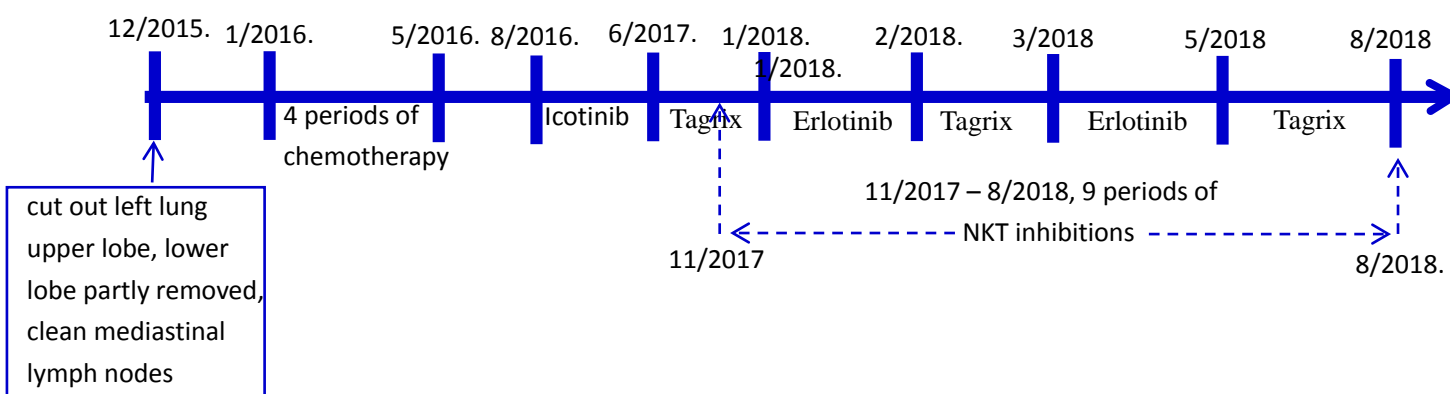 12/2015. 1/2016. 5/2016. 8/2016. 6/2017. 1/2018. 2/2018. 3/2018 5/2018 8/2018
1/2018.
4 periods of
chemotherapy
Icotinib
Tagrix
Erlotinib
Tagrix
Erlotinib
Tagrix
cut out left lung
upper lobe, lower
lobe partly removed,
clean mediastinal
lymph nodes
11/2017 – 8/2018, 9 periods of
NKT inhibitions
11/2017
8/2018.